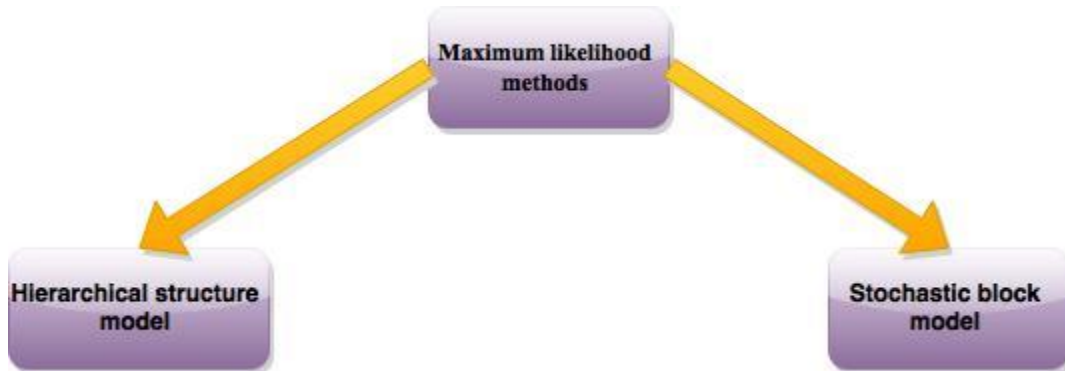 Maximum likelihood
methods
Hierarchical structure
model
Stochastic block
model